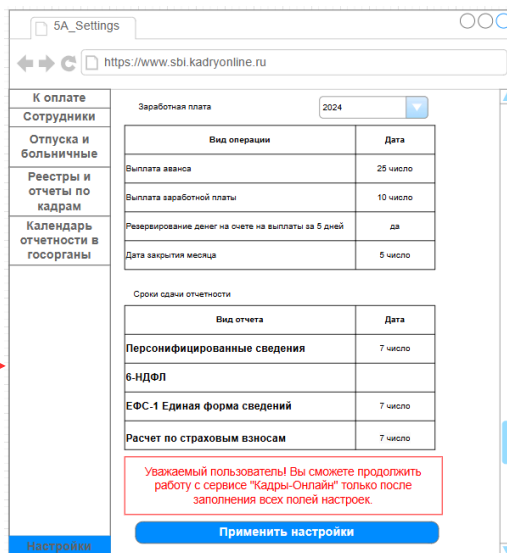 5A_Settings
https://www.sbi.kadryonline.ru
К оплате
Сотрудники
Отпуска и
больничные
Реестры и
отчеты по
кадрам
Календарь
отчетности в
госорганы
Настройки
Заработная плата 2024
Вид операции Дата
Выплата аванса 25 число
Выплата заработной платы 10 число
Резервирование денег на счете на выплаты за 5 дней да
Дата закрытия месяца 5 число
Сроки сдачи отчетности
Вид отчета Дата
Персонифицированные сведения 7 число
6-НДФЛ
ЕФС-1 Единая форма сведений 7 число
Расчет по страховым взносам 7 число
Уважаемый пользователь! Вы сможете продолжить
работу с сервисе "Кадры-Онлайн" только после
заполнения всех полей настроек.
Применить настройки